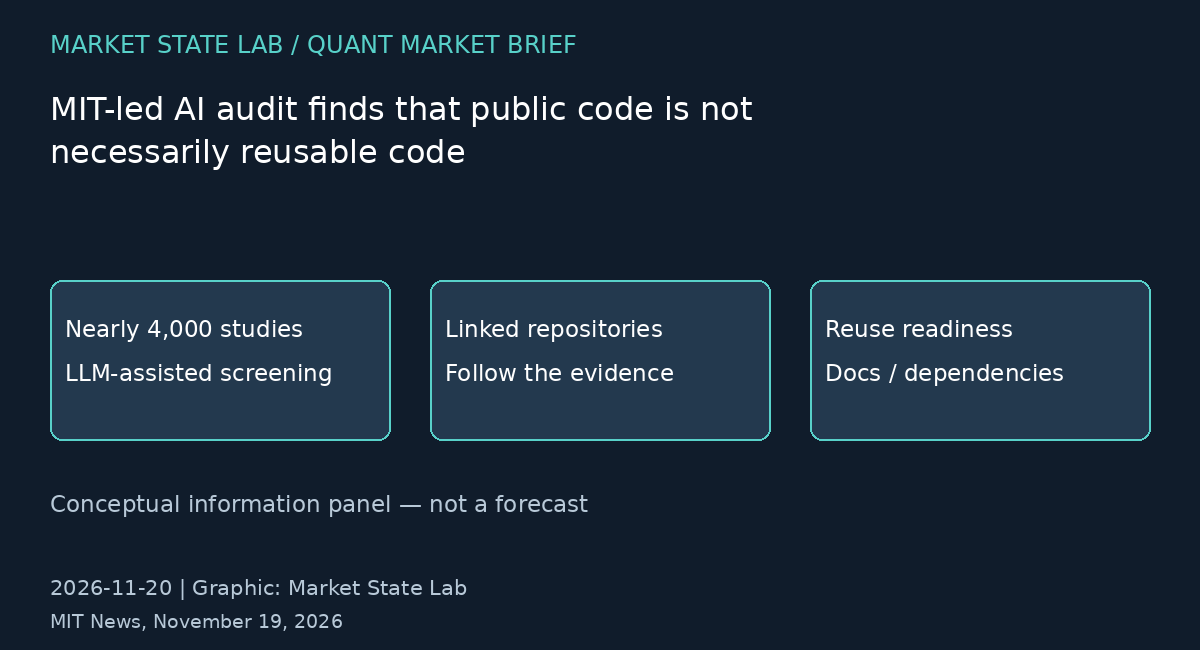 MARKET STATE LAB / QUANT MARKET BRIEF
MIT-led AI audit finds that public code is not
necessarily reusable code
Nearly 4,000 studies
LLM-assisted screening
Linked repositories
Follow the evidence
Reuse readiness
Docs / dependencies
Conceptual information panel — not a forecast
2026-11-20 | Graphic: Market State Lab
MIT News, November 19, 2026